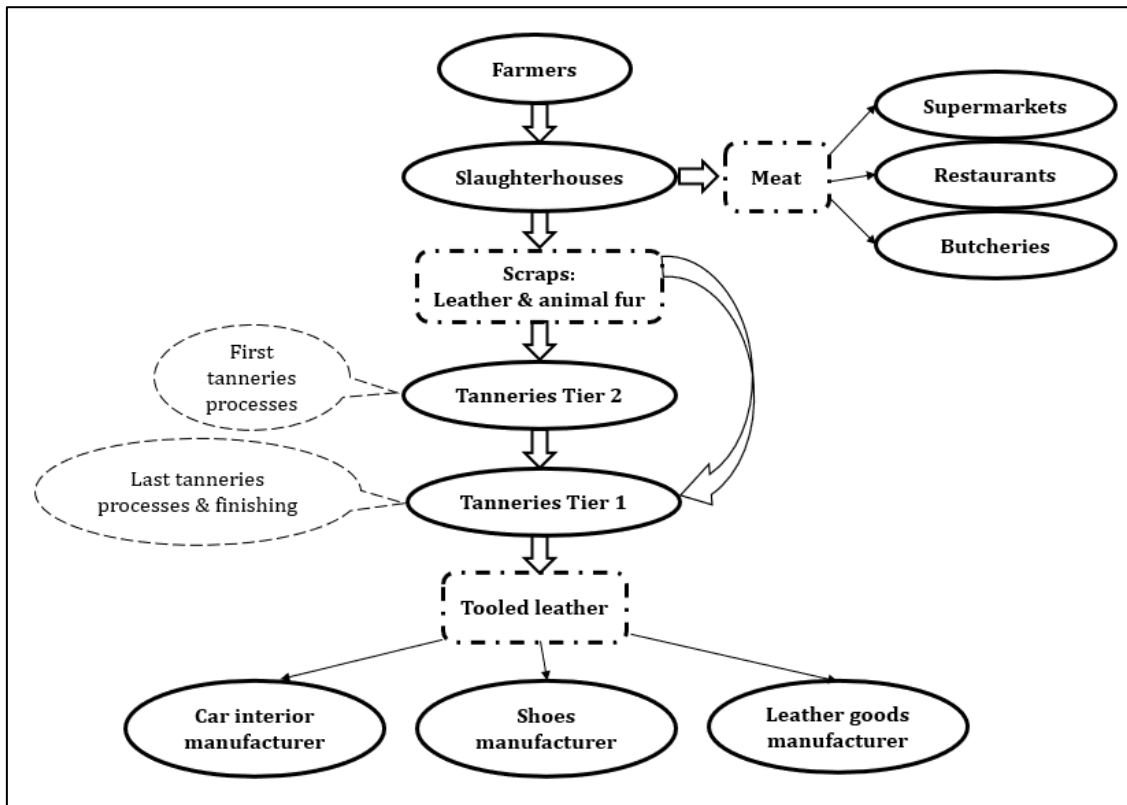 Farmers
Supermarkets
Slaughterhouses
Meat
Restaurants
Butcheries
Scraps:
Leather & animal fur
First
tanneries
processes
Tanneries Tier 2
Last tanneries
processes & finishing
Tanneries Tier 1
Tooled leather
Car interior
manufacturer
Shoes
manufacturer
Leather goods
manufacturer